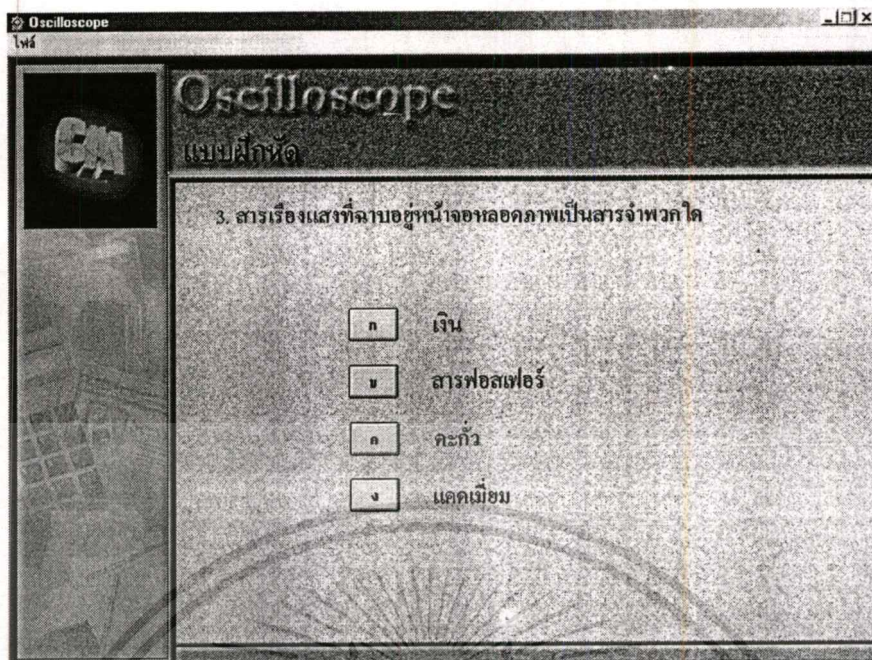 Oscilloscope
ไฟล์
CAI
Oscilloscope
แบบฝึกหัด
3. สารเรืองแสงที่ฉาบอยู่หน้าจอหลอดภาพเป็นสารจำพวกใด
ก เงิน
ข สารฟอสเฟอร์
ค ตะกั่ว
ง แคดเมี่ยม